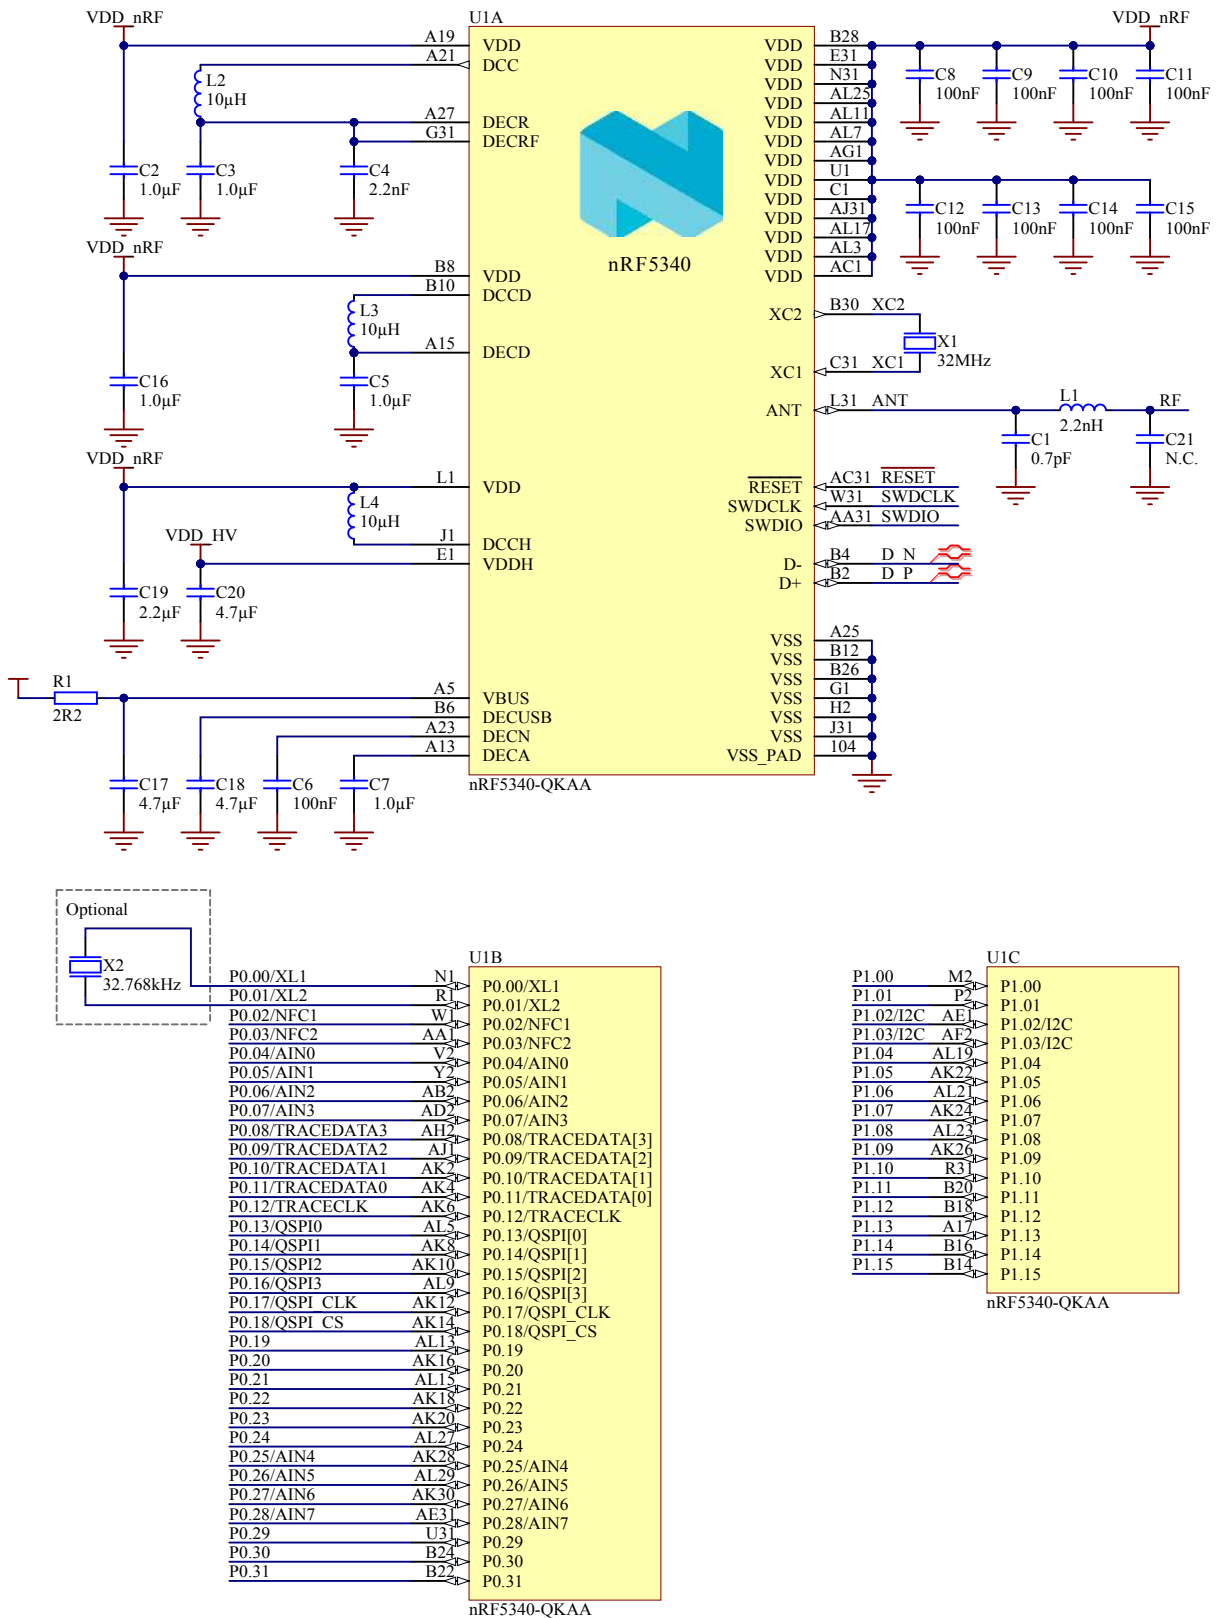 VDD_nRF
U1A
VDD_nRF
A19 VDD
A21 DCC
L2
10µH
A27 DECR
G31 DECRF
C2
1.0µF
C3
1.0µF
C4
2.2nF
VDD B28
VDD E31
VDD N31
VDD AL25
VDD AL11
VDD AL7
VDD AG1
VDD U1
VDD C1
VDD AJ31
VDD AL17
VDD AL3
VDD AC1
C8
100nF
C9
100nF
C10
100nF
C11
100nF
C12
100nF
C13
100nF
C14
100nF
C15
100nF
nRF5340
VDD_nRF
B8 VDD
B10 DCCD
L3
10µH
A15 DECD
C16
1.0µF
C5
1.0µF
XC2 B30 XC2
X1
32MHz
XC1 C31 XC1
ANT L31 ANT
L1
2.2nH
RF
C1
0.7pF
C21
N.C.
VDD_nRF
L1 VDD
L4
10µH
VDD_HV
J1 DCCH
E1 VDDH
C19
2.2µF
C20
4.7µF
RESET AC31 RESET
SWDCLK W31 SWDCLK
SWDIO AA31 SWDIO
D- B4 D_N
D+ B2 D_P
VSS A25
VSS B12
VSS B26
VSS G1
VSS H2
VSS J31
VSS_PAD 104
R1
2R2
A5 VBUS
B6 DECUSB
A23 DECN
A13 DECA
C17
4.7µF
C18
4.7µF
C6
100nF
C7
1.0µF
nRF5340-QKAA
Optional
X2
32.768kHz
U1B
P0.00/XL1 N1 P0.00/XL1
P0.01/XL2 R1 P0.01/XL2
P0.02/NFC1 W1 P0.02/NFC1
P0.03/NFC2 AA1 P0.03/NFC2
P0.04/AIN0 V2 P0.04/AIN0
P0.05/AIN1 Y2 P0.05/AIN1
P0.06/AIN2 AB2 P0.06/AIN2
P0.07/AIN3 AD2 P0.07/AIN3
P0.08/TRACEDATA3 AH2 P0.08/TRACEDATA[3]
P0.09/TRACEDATA2 AJ1 P0.09/TRACEDATA[2]
P0.10/TRACEDATA1 AK2 P0.10/TRACEDATA[1]
P0.11/TRACEDATA0 AK4 P0.11/TRACEDATA[0]
P0.12/TRACECLK AK6 P0.12/TRACECLK
P0.13/QSPI0 AL5 P0.13/QSPI[0]
P0.14/QSPI1 AK8 P0.14/QSPI[1]
P0.15/QSPI2 AK10 P0.15/QSPI[2]
P0.16/QSPI3 AL9 P0.16/QSPI[3]
P0.17/QSPI_CLK AK12 P0.17/QSPI_CLK
P0.18/QSPI_CS AK14 P0.18/QSPI_CS
P0.19 AL13 P0.19
P0.20 AK16 P0.20
P0.21 AL15 P0.21
P0.22 AK18 P0.22
P0.23 AK20 P0.23
P0.24 AL27 P0.24
P0.25/AIN4 AK28 P0.25/AIN4
P0.26/AIN5 AL29 P0.26/AIN5
P0.27/AIN6 AK30 P0.27/AIN6
P0.28/AIN7 AE31 P0.28/AIN7
P0.29 U31 P0.29
P0.30 B24 P0.30
P0.31 B22 P0.31
nRF5340-QKAA
U1C
P1.00 M2 P1.00
P1.01 P2 P1.01
P1.02/I2C AE1 P1.02/I2C
P1.03/I2C AF2 P1.03/I2C
P1.04 AL19 P1.04
P1.05 AK22 P1.05
P1.06 AL21 P1.06
P1.07 AK24 P1.07
P1.08 AL23 P1.08
P1.09 AK26 P1.09
P1.10 R31 P1.10
P1.11 B20 P1.11
P1.12 B18 P1.12
P1.13 A17 P1.13
P1.14 B16 P1.14
P1.15 B14 P1.15
nRF5340-QKAA